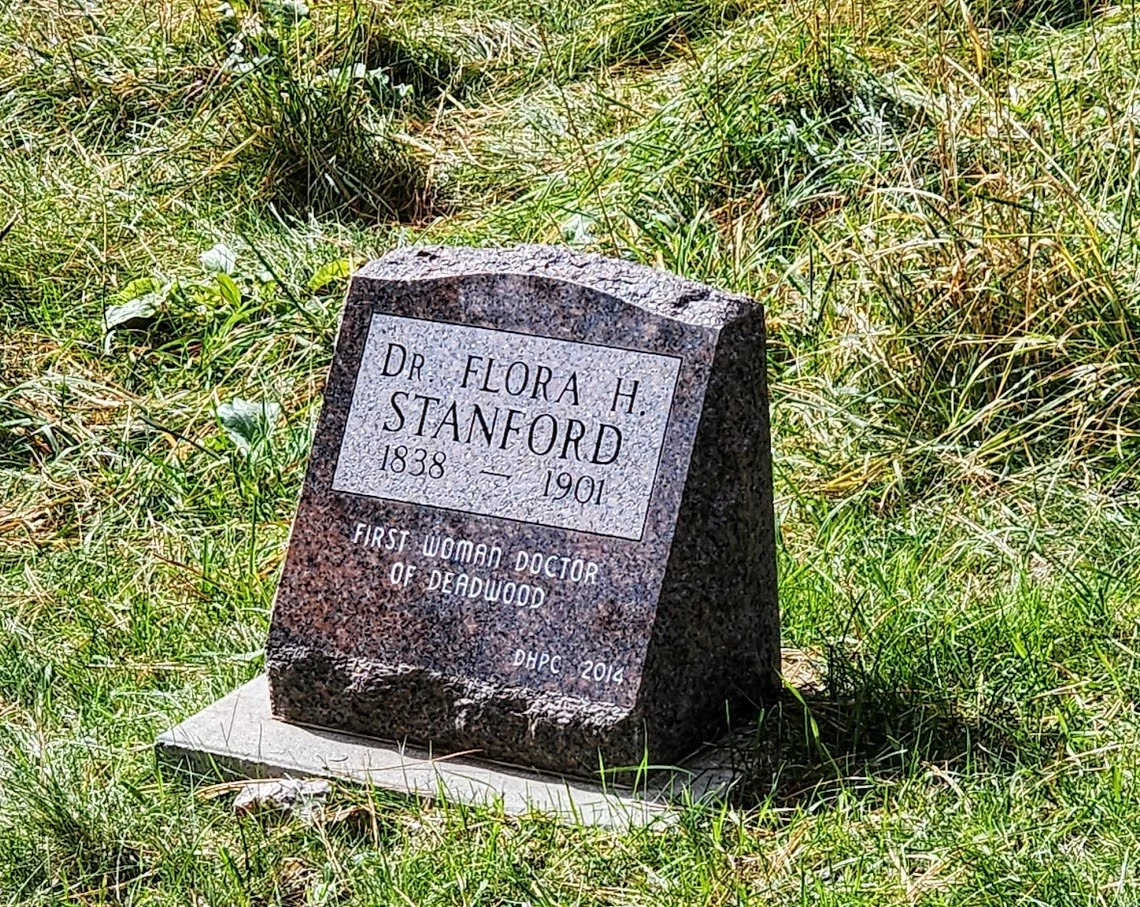 DR. FLORA H.
STANFORD
1838 — 1901
FIRST WOMAN DOCTOR
OF DEADWOOD
DHPC 2014